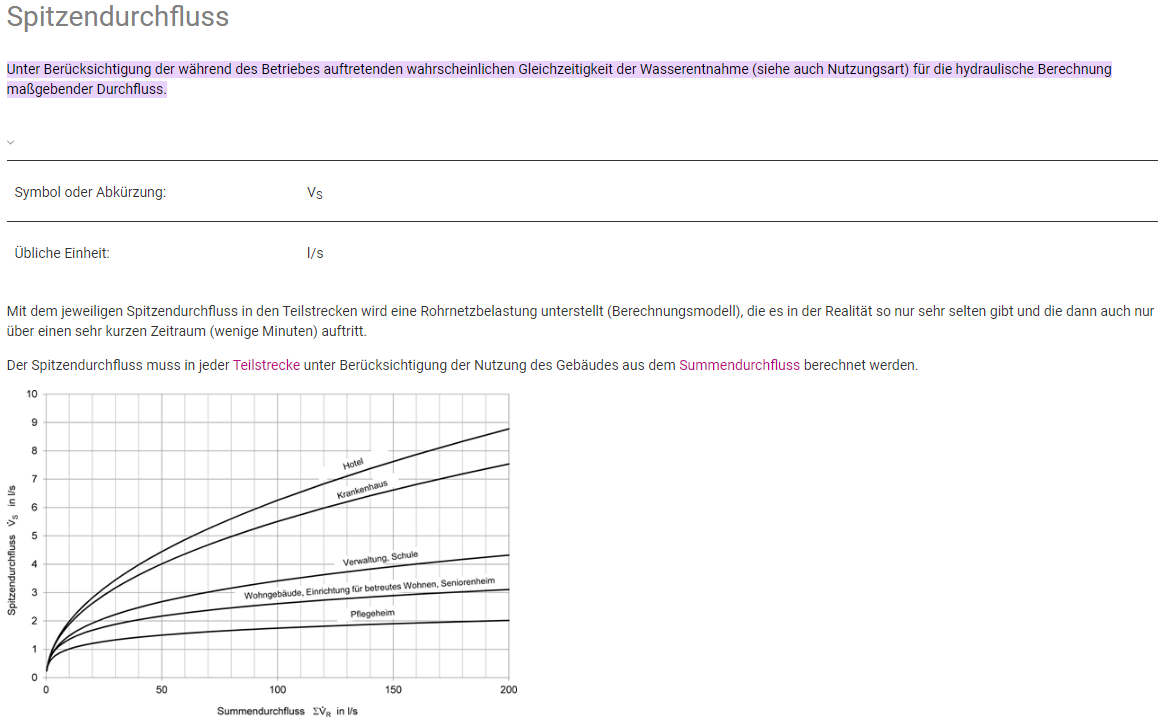 Spitzendurchfluss
Unter Berücksichtigung der während des Betriebes auftretenden wahrscheinlichen Gleichzeitigkeit der Wasserentnahme (siehe auch Nutzungsart) für die hydraulische Berechnung
maßgebender Durchfluss.
Symbol oder Abkürzung: VS
Übliche Einheit: l/s
Mit dem jeweiligen Spitzendurchfluss in den Teilstrecken wird eine Rohrnetzbelastung unterstellt (Berechnungsmodell), die es in der Realität so nur sehr selten gibt und die dann auch nur
über einen sehr kurzen Zeitraum (wenige Minuten) auftritt.
Der Spitzendurchfluss muss in jeder Teilstrecke unter Berücksichtigung der Nutzung des Gebäudes aus dem Summendurchfluss berechnet werden.
10
9
8
7
6
5
4
3
2
1
0
Spitzendurchfluss V̇S in l/s
Hotel
Krankenhaus
Verwaltung, Schule
Wohngebäude, Einrichtung für betreutes Wohnen, Seniorenheim
Pflegeheim
0 50 100 150 200
Summendurchfluss ΣV̇R in l/s